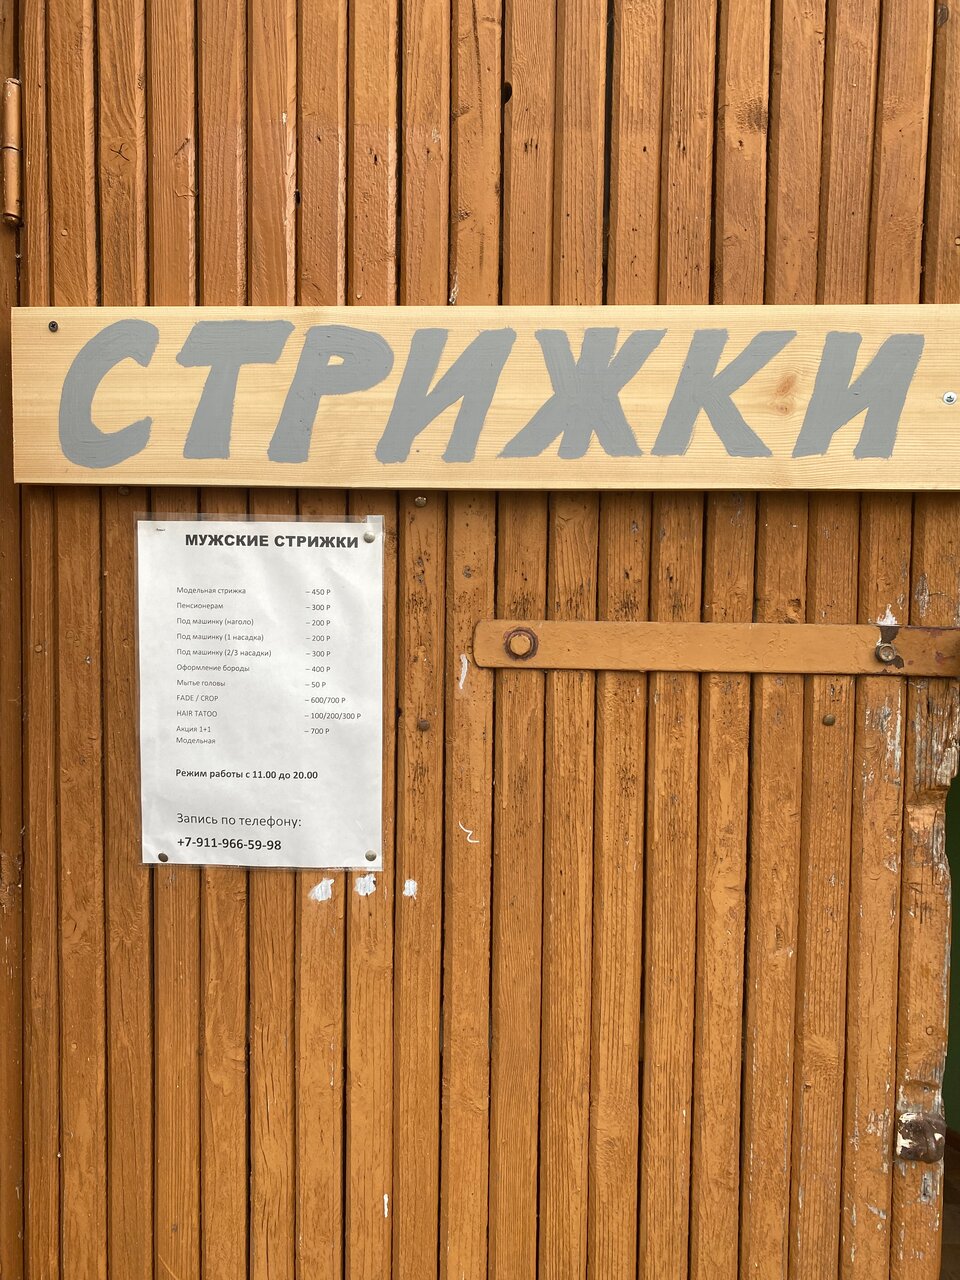 СТРИЖКИ
МУЖСКИЕ СТРИЖКИ
Модельная стрижка – 450 Р
Пенсионерам – 300 Р
Под машинку (наголо) – 200 Р
Под машинку (1 насадка) – 200 Р
Под машинку (2/3 насадки) – 300 Р
Оформление бороды – 400 Р
Мытье головы – 50 Р
FADE / CROP – 600/700 Р
HAIR TATOO – 100/200/300 Р
Акция 1+1 – 700 Р
Модельная
Режим работы с 11.00 до 20.00
Запись по телефону:
+7-911-966-59-98